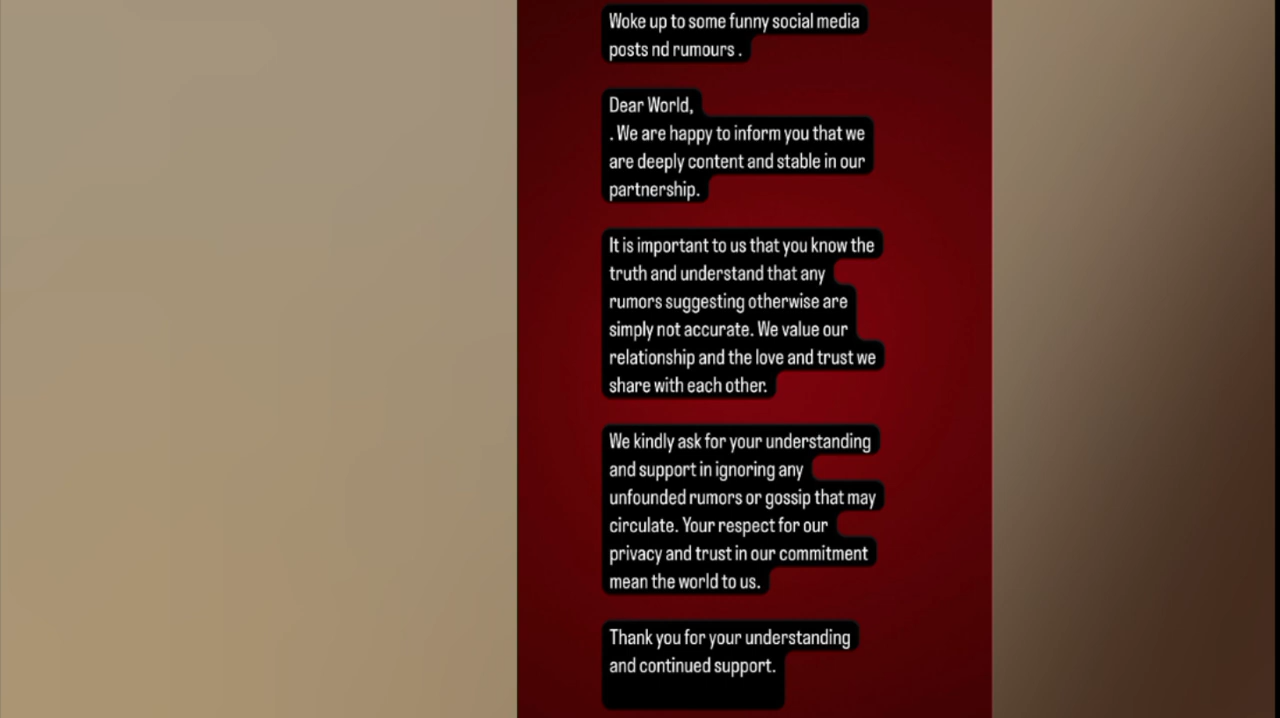 Woke up to some funny social media
posts nd rumours .
Dear World,
. We are happy to inform you that we
are deeply content and stable in our
partnership.
It is important to us that you know the
truth and understand that any
rumors suggesting otherwise are
simply not accurate. We value our
relationship and the love and trust we
share with each other.
We kindly ask for your understanding
and support in ignoring any
unfounded rumors or gossip that may
circulate. Your respect for our
privacy and trust in our commitment
mean the world to us.
Thank you for your understanding
and continued support.